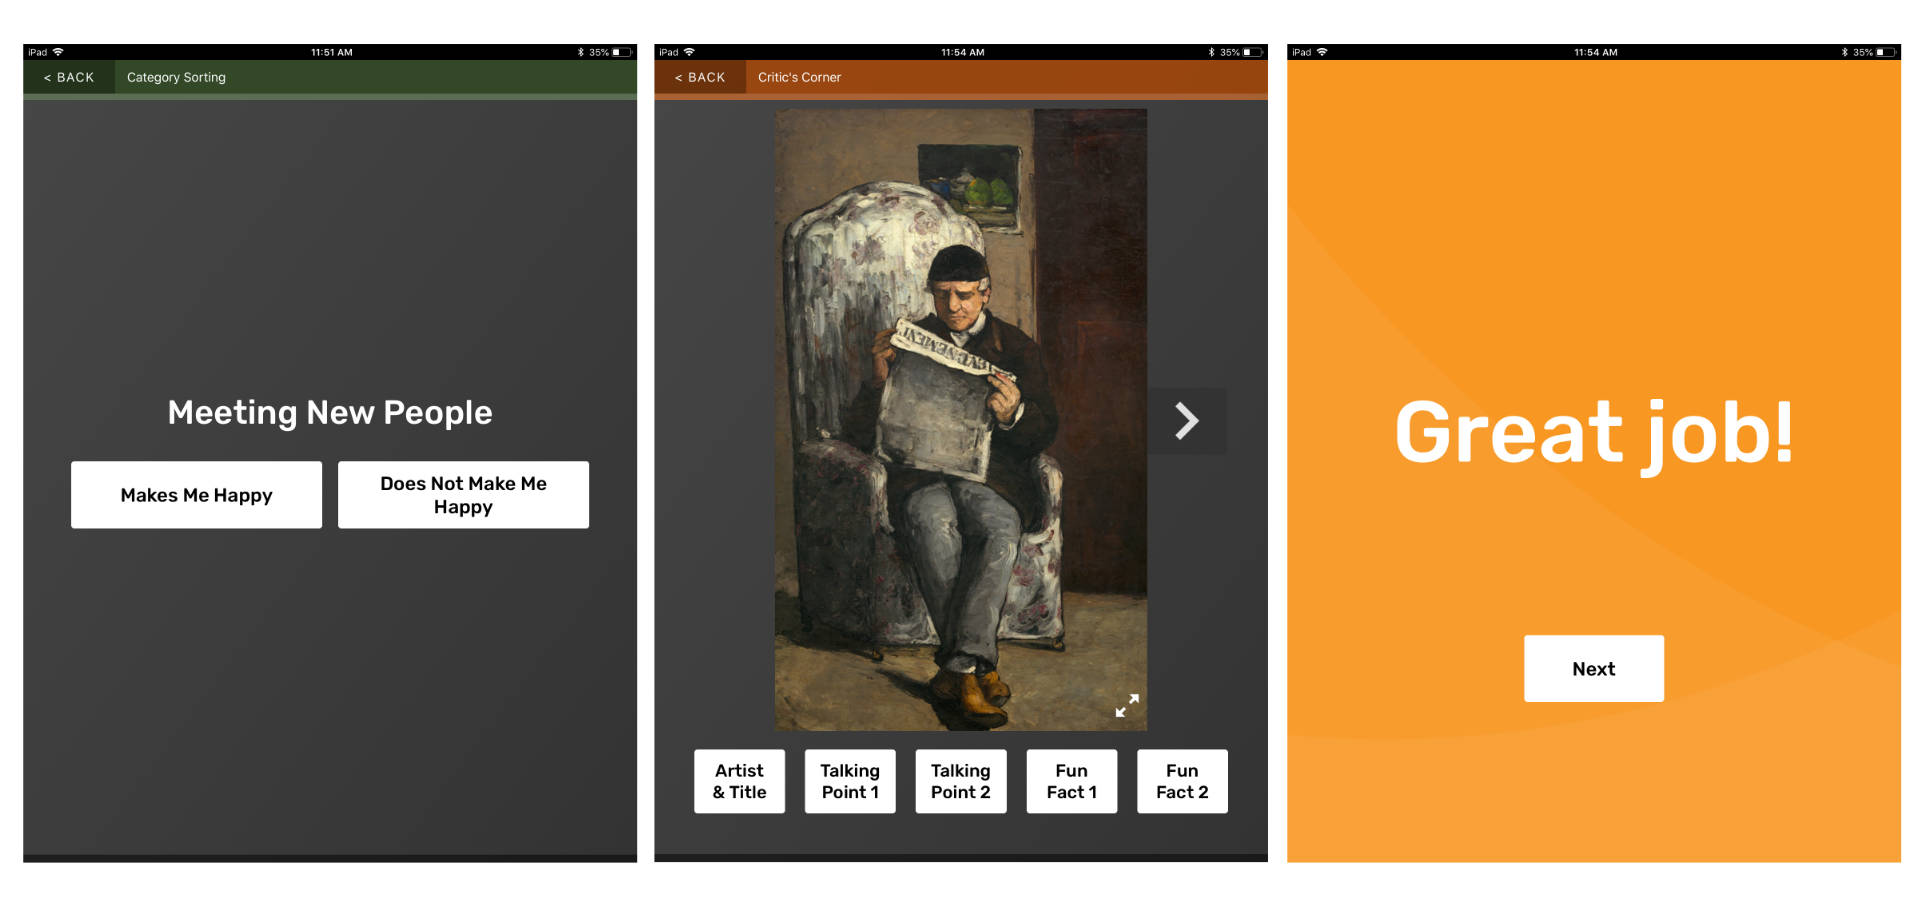 iPad 11:51 AM 35%
< BACK Category Sorting
Meeting New People
Makes Me Happy
Does Not Make Me
Happy
iPad 11:54 AM 35%
< BACK Critic's Corner
Artist
& Title
Talking
Point 1
Talking
Point 2
Fun
Fact 1
Fun
Fact 2
iPad 11:54 AM 35%
Great job!
Next